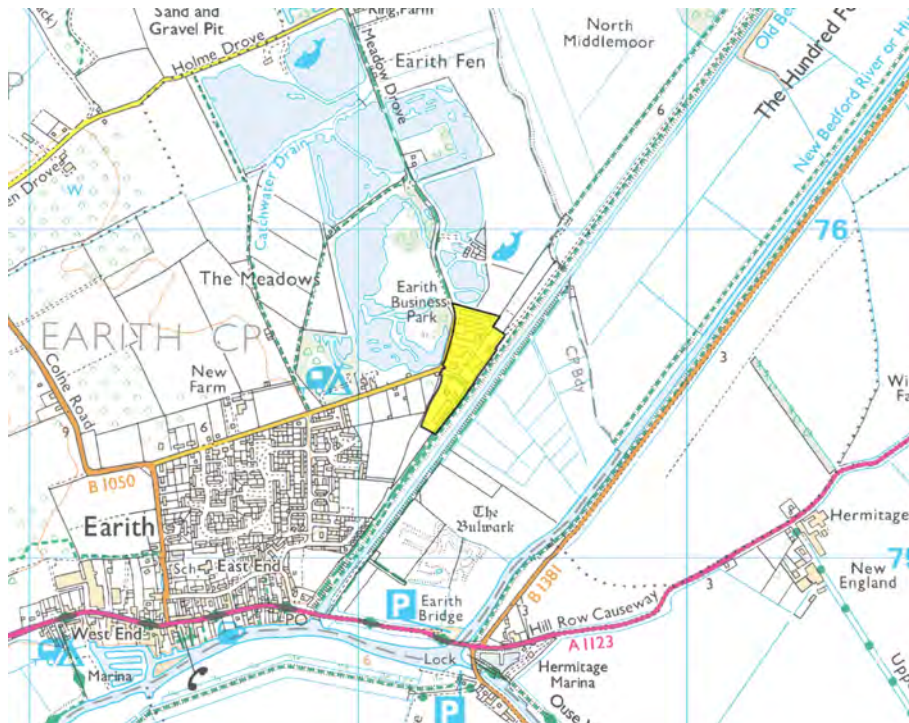 Sand and
Gravel Pit
Holme Drove
Meadow Drove
Earith Fen
North
Middlemoor
6
The Hundred
New Bedford River or
Catchwater Drain
W
76
The Meadows
Earith
Business
Park
EARITH CP
New
Farm
Colne Road
9
6
CP Bdy
3
B 1050
Earith
The
Bulwark
Hermitage
Sch
East End
75
New
England
B 1381
P
Earith
Bridge
3
Hill Row Causeway
3
PO
West End
A 1123
6
Lock
Marina
Hermitage
Marina
P
Ouse